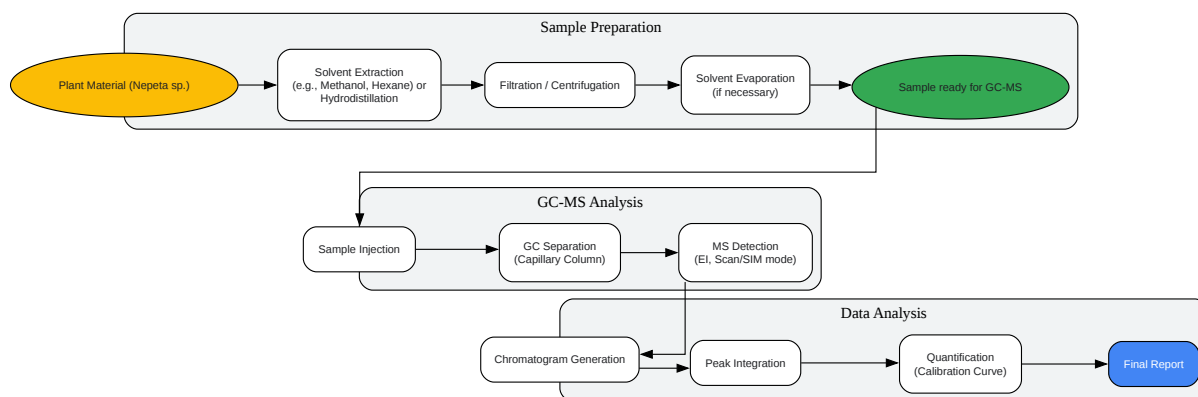 Sample Preparation
Plant Material (Nepeta sp.)
Solvent Extraction
(e.g., Methanol, Hexane) or
Hydrodistillation
Filtration / Centrifugation
Solvent Evaporation
(if necessary)
Sample ready for GC-MS
GC-MS Analysis
Sample Injection
GC Separation
(Capillary Column)
MS Detection
(EI, Scan/SIM mode)
Data Analysis
Chromatogram Generation
Peak Integration
Quantification
(Calibration Curve)
Final Report